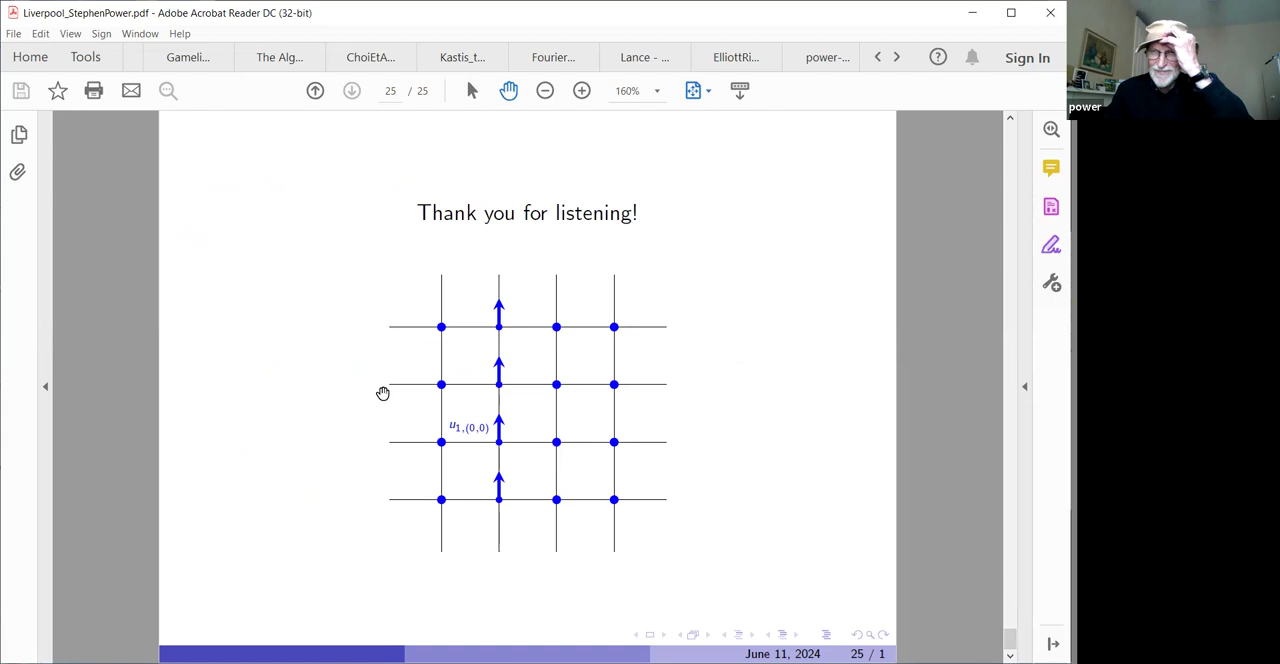 Liverpool_StephenPower.pdf - Adobe Acrobat Reader DC (32-bit)
File Edit View Sign Window Help
Home Tools Gameli... The Alg... ChoiEtA... Kastis_t... Fourier... Lance - ... ElliottRi... power-... Sign In
25 / 25 160%
power
Thank you for listening!
u1,(0,0)
June 11, 2024 25 / 1